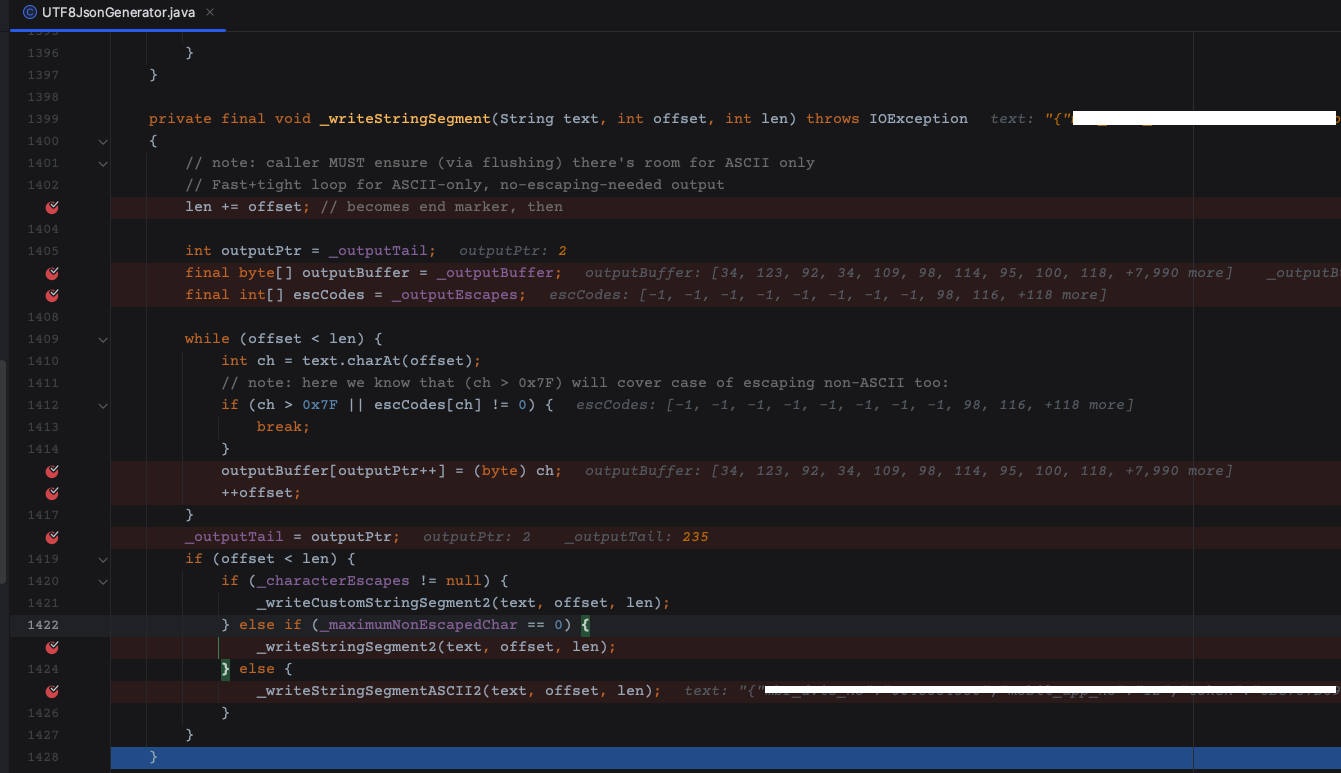 UTF8JsonGenerator.java ×
1395
1396 }
1397 }
1398
1399 private final void _writeStringSegment(String text, int offset, int len) throws IOException text: "{"
1400 {
1401 // note: caller MUST ensure (via flushing) there's room for ASCII only
1402 // Fast+tight loop for ASCII-only, no-escaping-needed output
len += offset; // becomes end marker, then
1404
1405 int outputPtr = _outputTail; outputPtr: 2
final byte[] outputBuffer = _outputBuffer; outputBuffer: [34, 123, 92, 34, 109, 98, 114, 95, 100, 118, +7,990 more] _outputB
final int[] escCodes = _outputEscapes; escCodes: [-1, -1, -1, -1, -1, -1, -1, -1, 98, 116, +118 more]
1408
1409 while (offset < len) {
1410 int ch = text.charAt(offset);
1411 // note: here we know that (ch > 0x7F) will cover case of escaping non-ASCII too:
1412 if (ch > 0x7F || escCodes[ch] != 0) { escCodes: [-1, -1, -1, -1, -1, -1, -1, -1, 98, 116, +118 more]
1413 break;
1414 }
outputBuffer[outputPtr++] = (byte) ch; outputBuffer: [34, 123, 92, 34, 109, 98, 114, 95, 100, 118, +7,990 more]
++offset;
1417 }
_outputTail = outputPtr; outputPtr: 2 _outputTail: 235
1419 if (offset < len) {
1420 if (_characterEscapes != null) {
1421 _writeCustomStringSegment2(text, offset, len);
1422 } else if (_maximumNonEscapedChar == 0) {
_writeStringSegment2(text, offset, len);
1424 } else {
_writeStringSegmentASCII2(text, offset, len); text: "{"
1426 }
1427 }
1428 }